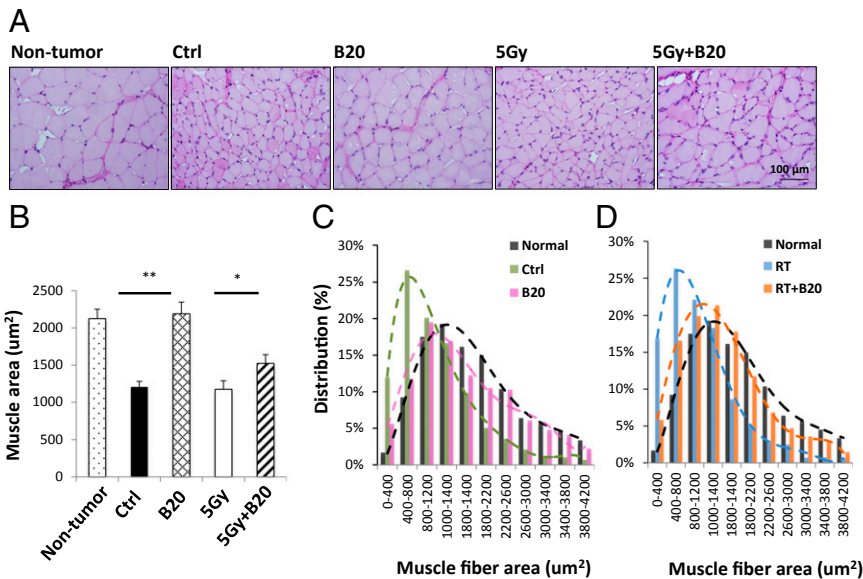 A
Non-tumor Ctrl B20 5Gy 5Gy+B20
100 µm
B
Muscle area (um²)
2500
2000
1500
1000
500
0
** *
Non-tumor Ctrl B20 5Gy 5Gy+B20
C
Distribution (%)
30%
25%
20%
15%
10%
5%
0%
Normal
Ctrl
B20
0-400 400-800 800-1200 1000-1400 1400-1800 1800-2200 2200-2600 2600-3000 3000-3400 3400-3800 3800-4200
Muscle fiber area (um²)
D
30%
25%
20%
15%
10%
5%
0%
Normal
RT
RT+B20
0-400 400-800 800-1200 1000-1400 1400-1800 1800-2200 2200-2600 2600-3000 3000-3400 3400-3800 3800-4200
Muscle fiber area (um²)